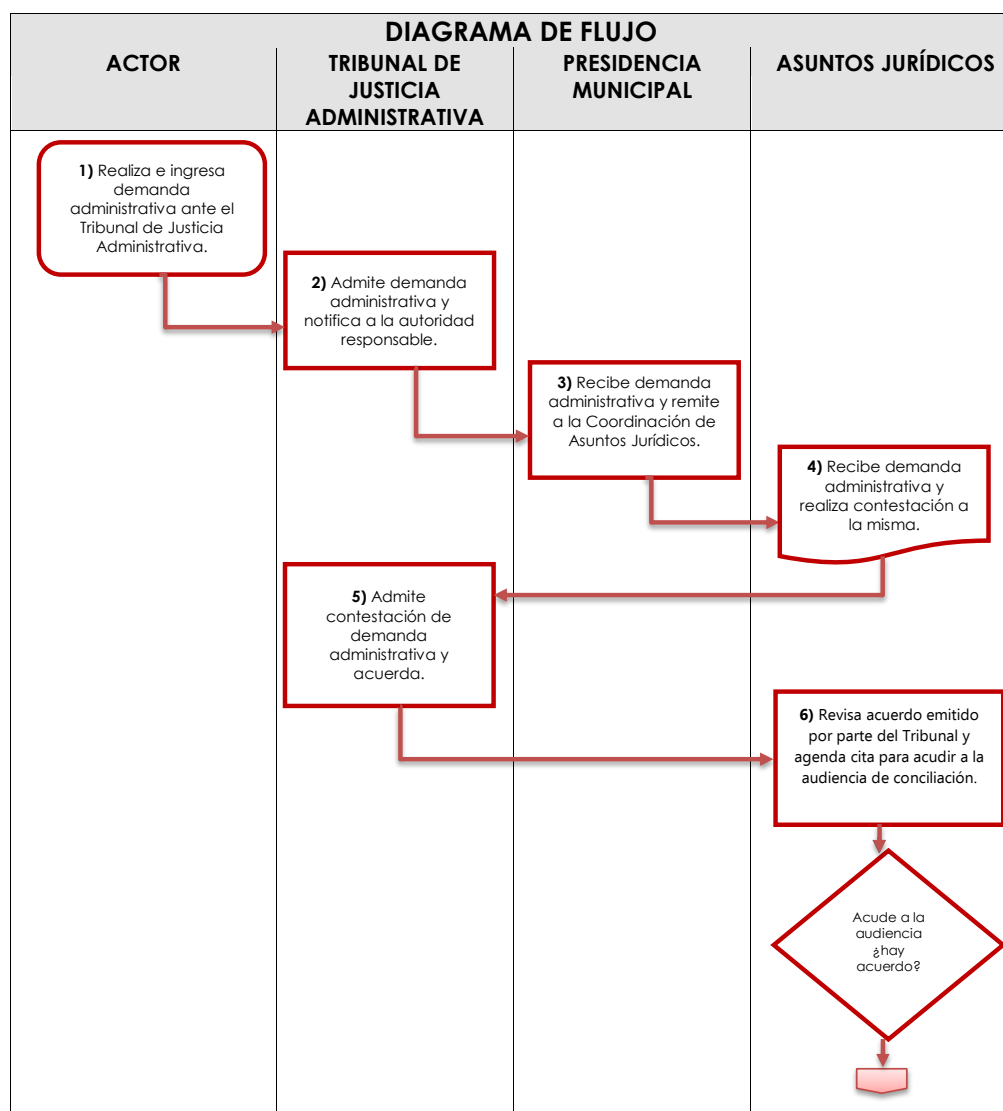 DIAGRAMA DE FLUJO
ACTOR
TRIBUNAL DE
JUSTICIA
ADMINISTRATIVA
PRESIDENCIA
MUNICIPAL
ASUNTOS JURÍDICOS
1) Realiza e ingresa
demanda
administrativa ante el
Tribunal de Justicia
Administrativa.
2) Admite demanda
administrativa y
notifica a la autoridad
responsable.
3) Recibe demanda
administrativa y remite
a la Coordinación de
Asuntos Jurídicos.
4) Recibe demanda
administrativa y
realiza contestación a
la misma.
5) Admite
contestación de
demanda
administrativa y
acuerda.
6) Revisa acuerdo emitido
por parte del Tribunal y
agenda cita para acudir a la
audiencia de conciliación.
Acude a la
audiencia
¿hay
acuerdo?